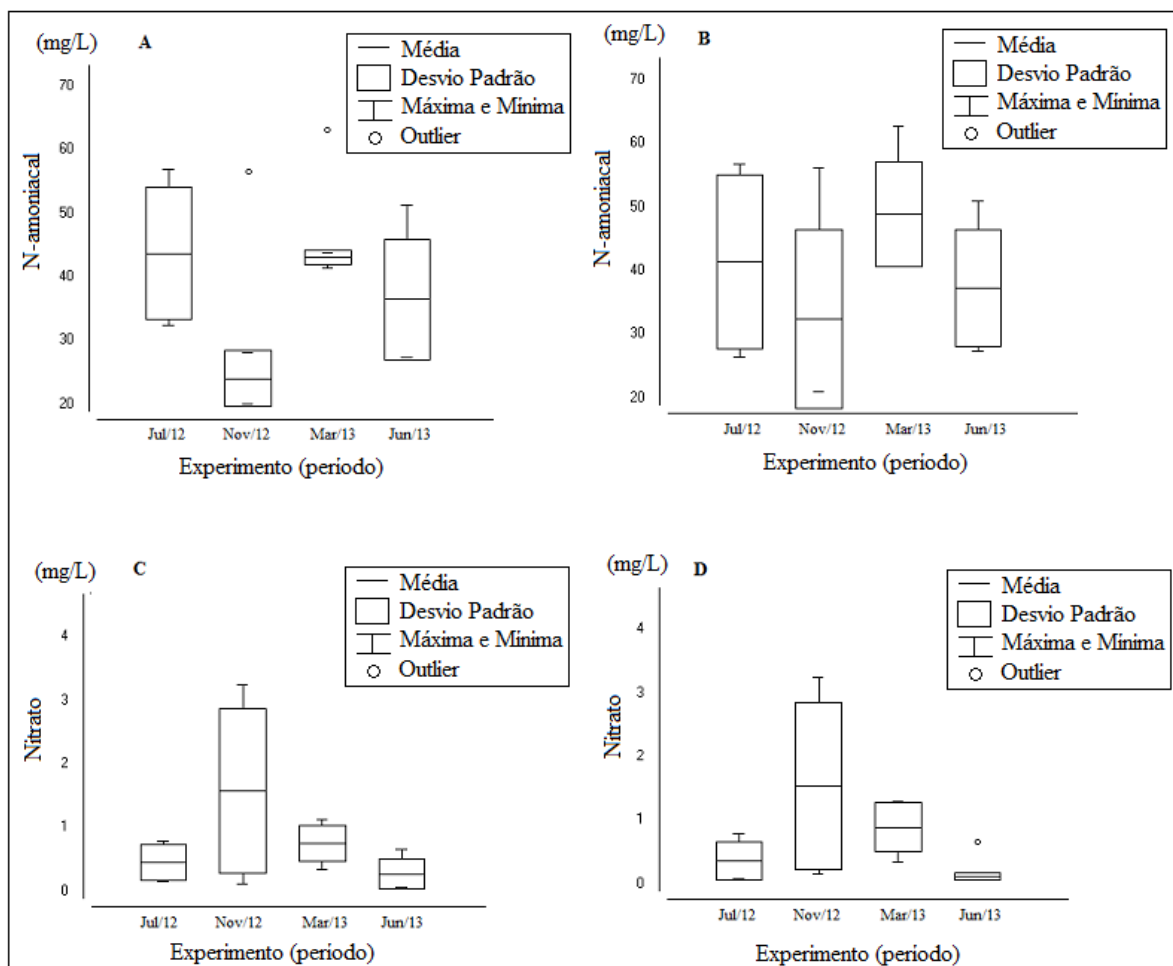 (mg/L)
A
Média
Desvio Padrão
Máxima e Mínima
Outlier
N-amoniacal
70
60
50
40
30
20
Jul/12 Nov/12 Mar/13 Jun/13
Experimento (período)
(mg/L)
B
Média
Desvio Padrão
Máxima e Mínima
Outlier
N-amoniacal
70
60
50
40
30
20
Jul/12 Nov/12 Mar/13 Jun/13
Experimento (período)
(mg/L)
C
Média
Desvio Padrão
Máxima e Mínima
Outlier
Nitrato
4
3
2
1
0
Jul/12 Nov/12 Mar/13 Jun/13
Experimento (período)
(mg/L)
D
Média
Desvio Padrão
Máxima e Mínima
Outlier
Nitrato
4
3
2
1
0
Jul/12 Nov/12 Mar/13 Jun/13
Experimento (período)